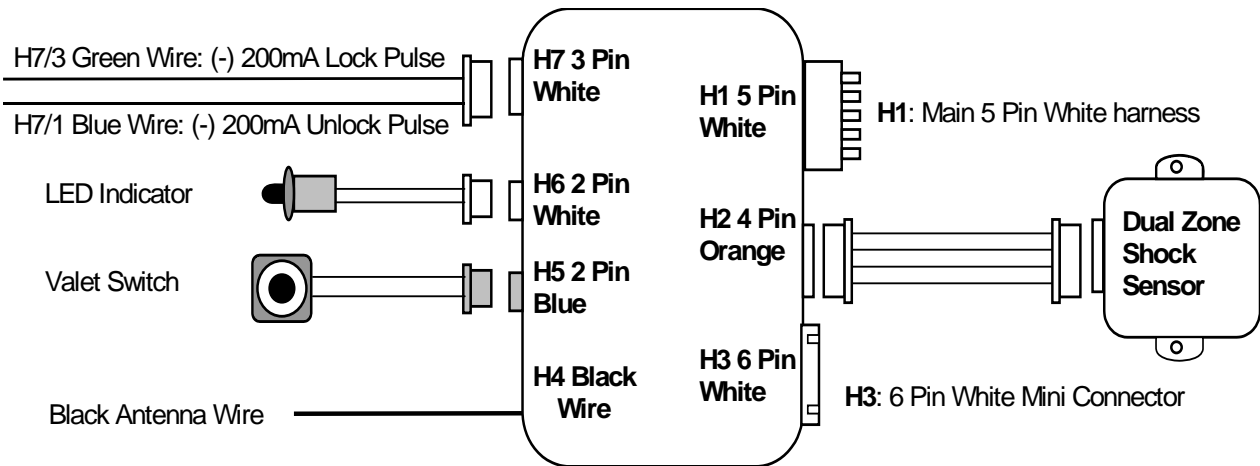 H7/3 Green Wire: (-) 200mA Lock Pulse
H7/1 Blue Wire: (-) 200mA Unlock Pulse
LED Indicator
Valet Switch
Black Antenna Wire
H7 3 Pin
White
H6 2 Pin
White
H5 2 Pin
Blue
H4 Black
Wire
H1 5 Pin
White
H2 4 Pin
Orange
H3 6 Pin
White
H1: Main 5 Pin White harness
Dual Zone
Shock
Sensor
H3: 6 Pin White Mini Connector